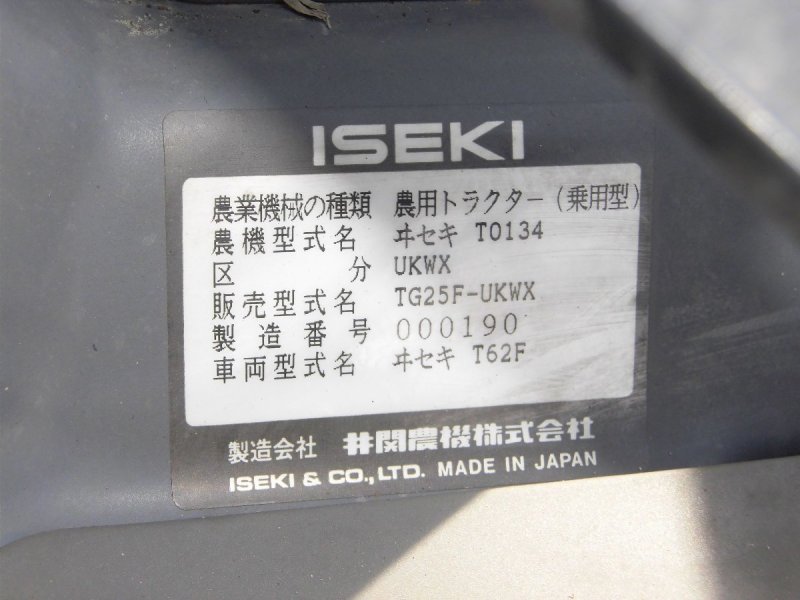 ISEKI
農業機械の種類 農用トラクター(乗用型)
農機型式名 ヰセキ T0134
区分 UKWX
販売型式名 TG25F-UKWX
製造番号 000190
車両型式名 ヰセキ T62F
製造会社 井関農機株式会社
ISEKI & CO.,LTD. MADE IN JAPAN